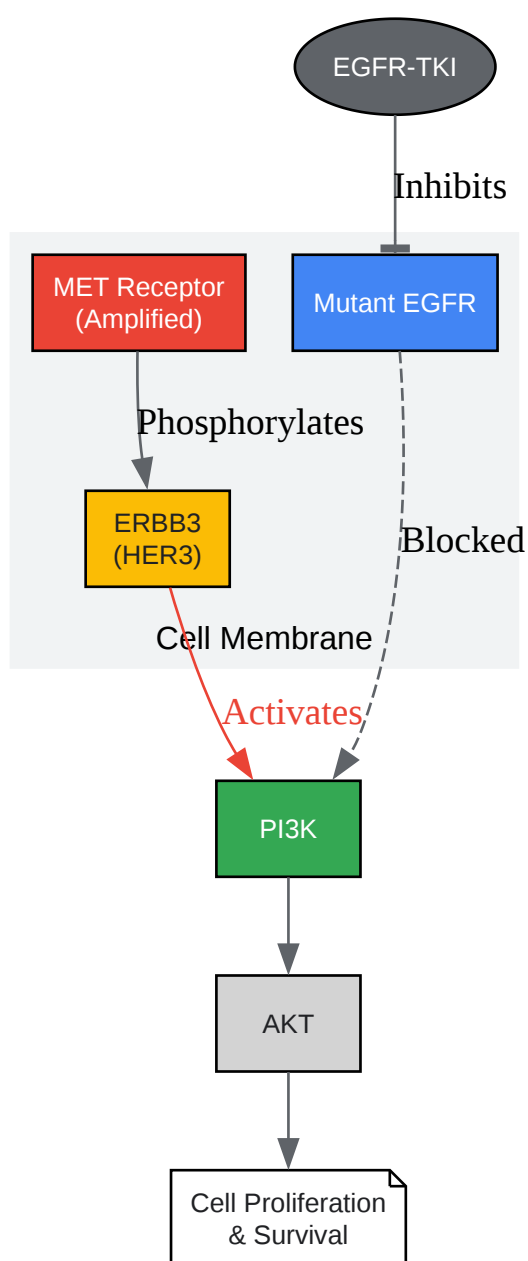 EGFR-TKI
Inhibits
MET Receptor
(Amplified)
Mutant EGFR
Phosphorylates
ERBB3
(HER3)
Blocked
Cell Membrane
Activates
PI3K
AKT
Cell Proliferation
& Survival